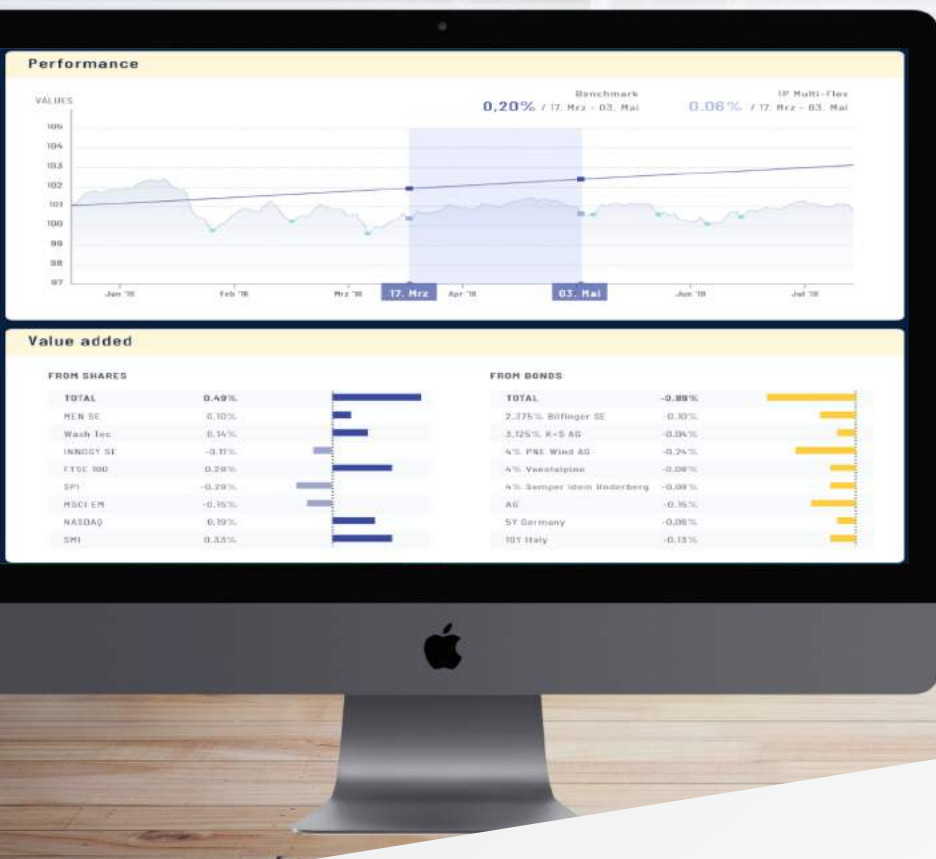 Performance
VALUES
Benchmark
0,20% / 17. Mrz - 03. Mai
IP Multi-Flex
0.06% / 17. Mrz - 03. Mai
105
104
103
102
101
100
99
98
97
Jan '18
Feb '18
Mrz '18
17. Mrz
Apr '18
03. Mai
Jun '18
Jul '18
Value added
FROM SHARES
TOTAL 0.49%
MEN SE 0,10%
Wash Tec 0,14%
INNOGY SE -0.11%
FTSE 100 0.28%
SPI -0.29%
MSCI EM -0,15%
NASDAQ 0,19%
SMI 0.33%
FROM BONDS
TOTAL -0.89%
2,375% Bilfinger SE -0.10%
3,125% K+S AG -0.04%
4% PNE Wind AG -0.24%
4% Voestalpine -0.08%
4% Semper idem Underberg -0,08%
AG -0.15%
5Y Germany -0,08%
10Y Italy -0.13%